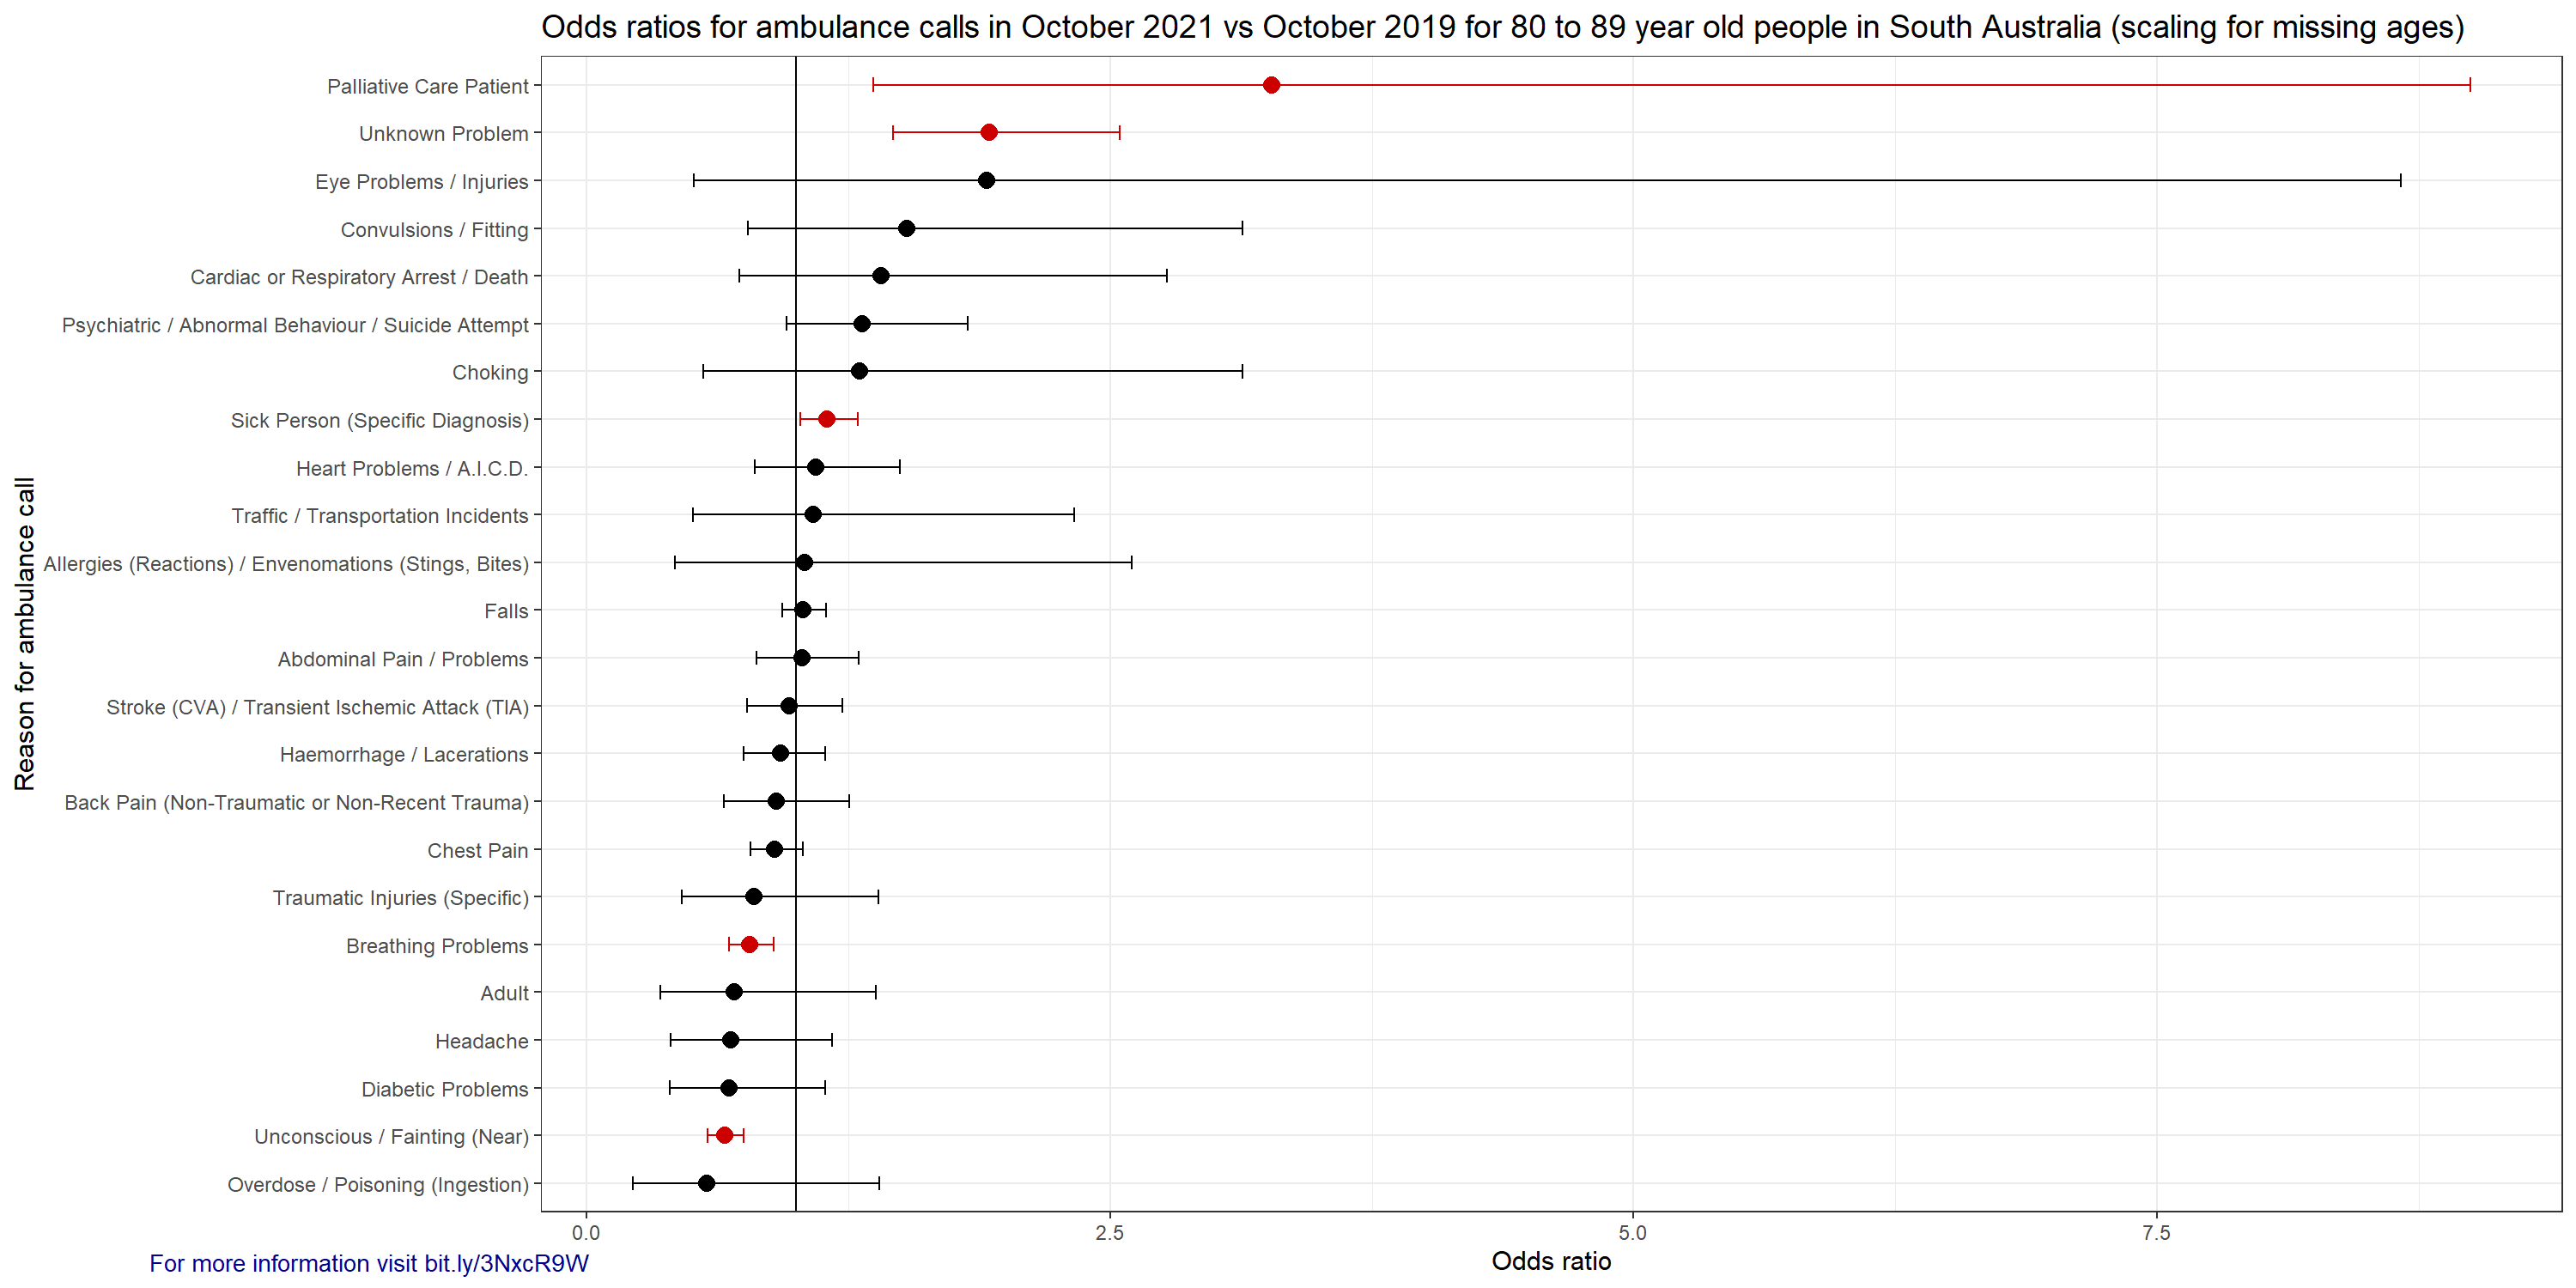 Odds ratios for ambulance calls in October 2021 vs October 2019 for 80 to 89 year old people in South Australia (scaling for missing ages)
Reason for ambulance call
Palliative Care Patient
Unknown Problem
Eye Problems / Injuries
Convulsions / Fitting
Cardiac or Respiratory Arrest / Death
Psychiatric / Abnormal Behaviour / Suicide Attempt
Choking
Sick Person (Specific Diagnosis)
Heart Problems / A.I.C.D.
Traffic / Transportation Incidents
Allergies (Reactions) / Envenomations (Stings, Bites)
Falls
Abdominal Pain / Problems
Stroke (CVA) / Transient Ischemic Attack (TIA)
Haemorrhage / Lacerations
Back Pain (Non-Traumatic or Non-Recent Trauma)
Chest Pain
Traumatic Injuries (Specific)
Breathing Problems
Adult
Headache
Diabetic Problems
Unconscious / Fainting (Near)
Overdose / Poisoning (Ingestion)
0.0 2.5 5.0 7.5
Odds ratio
For more information visit bit.ly/3NxcR9W